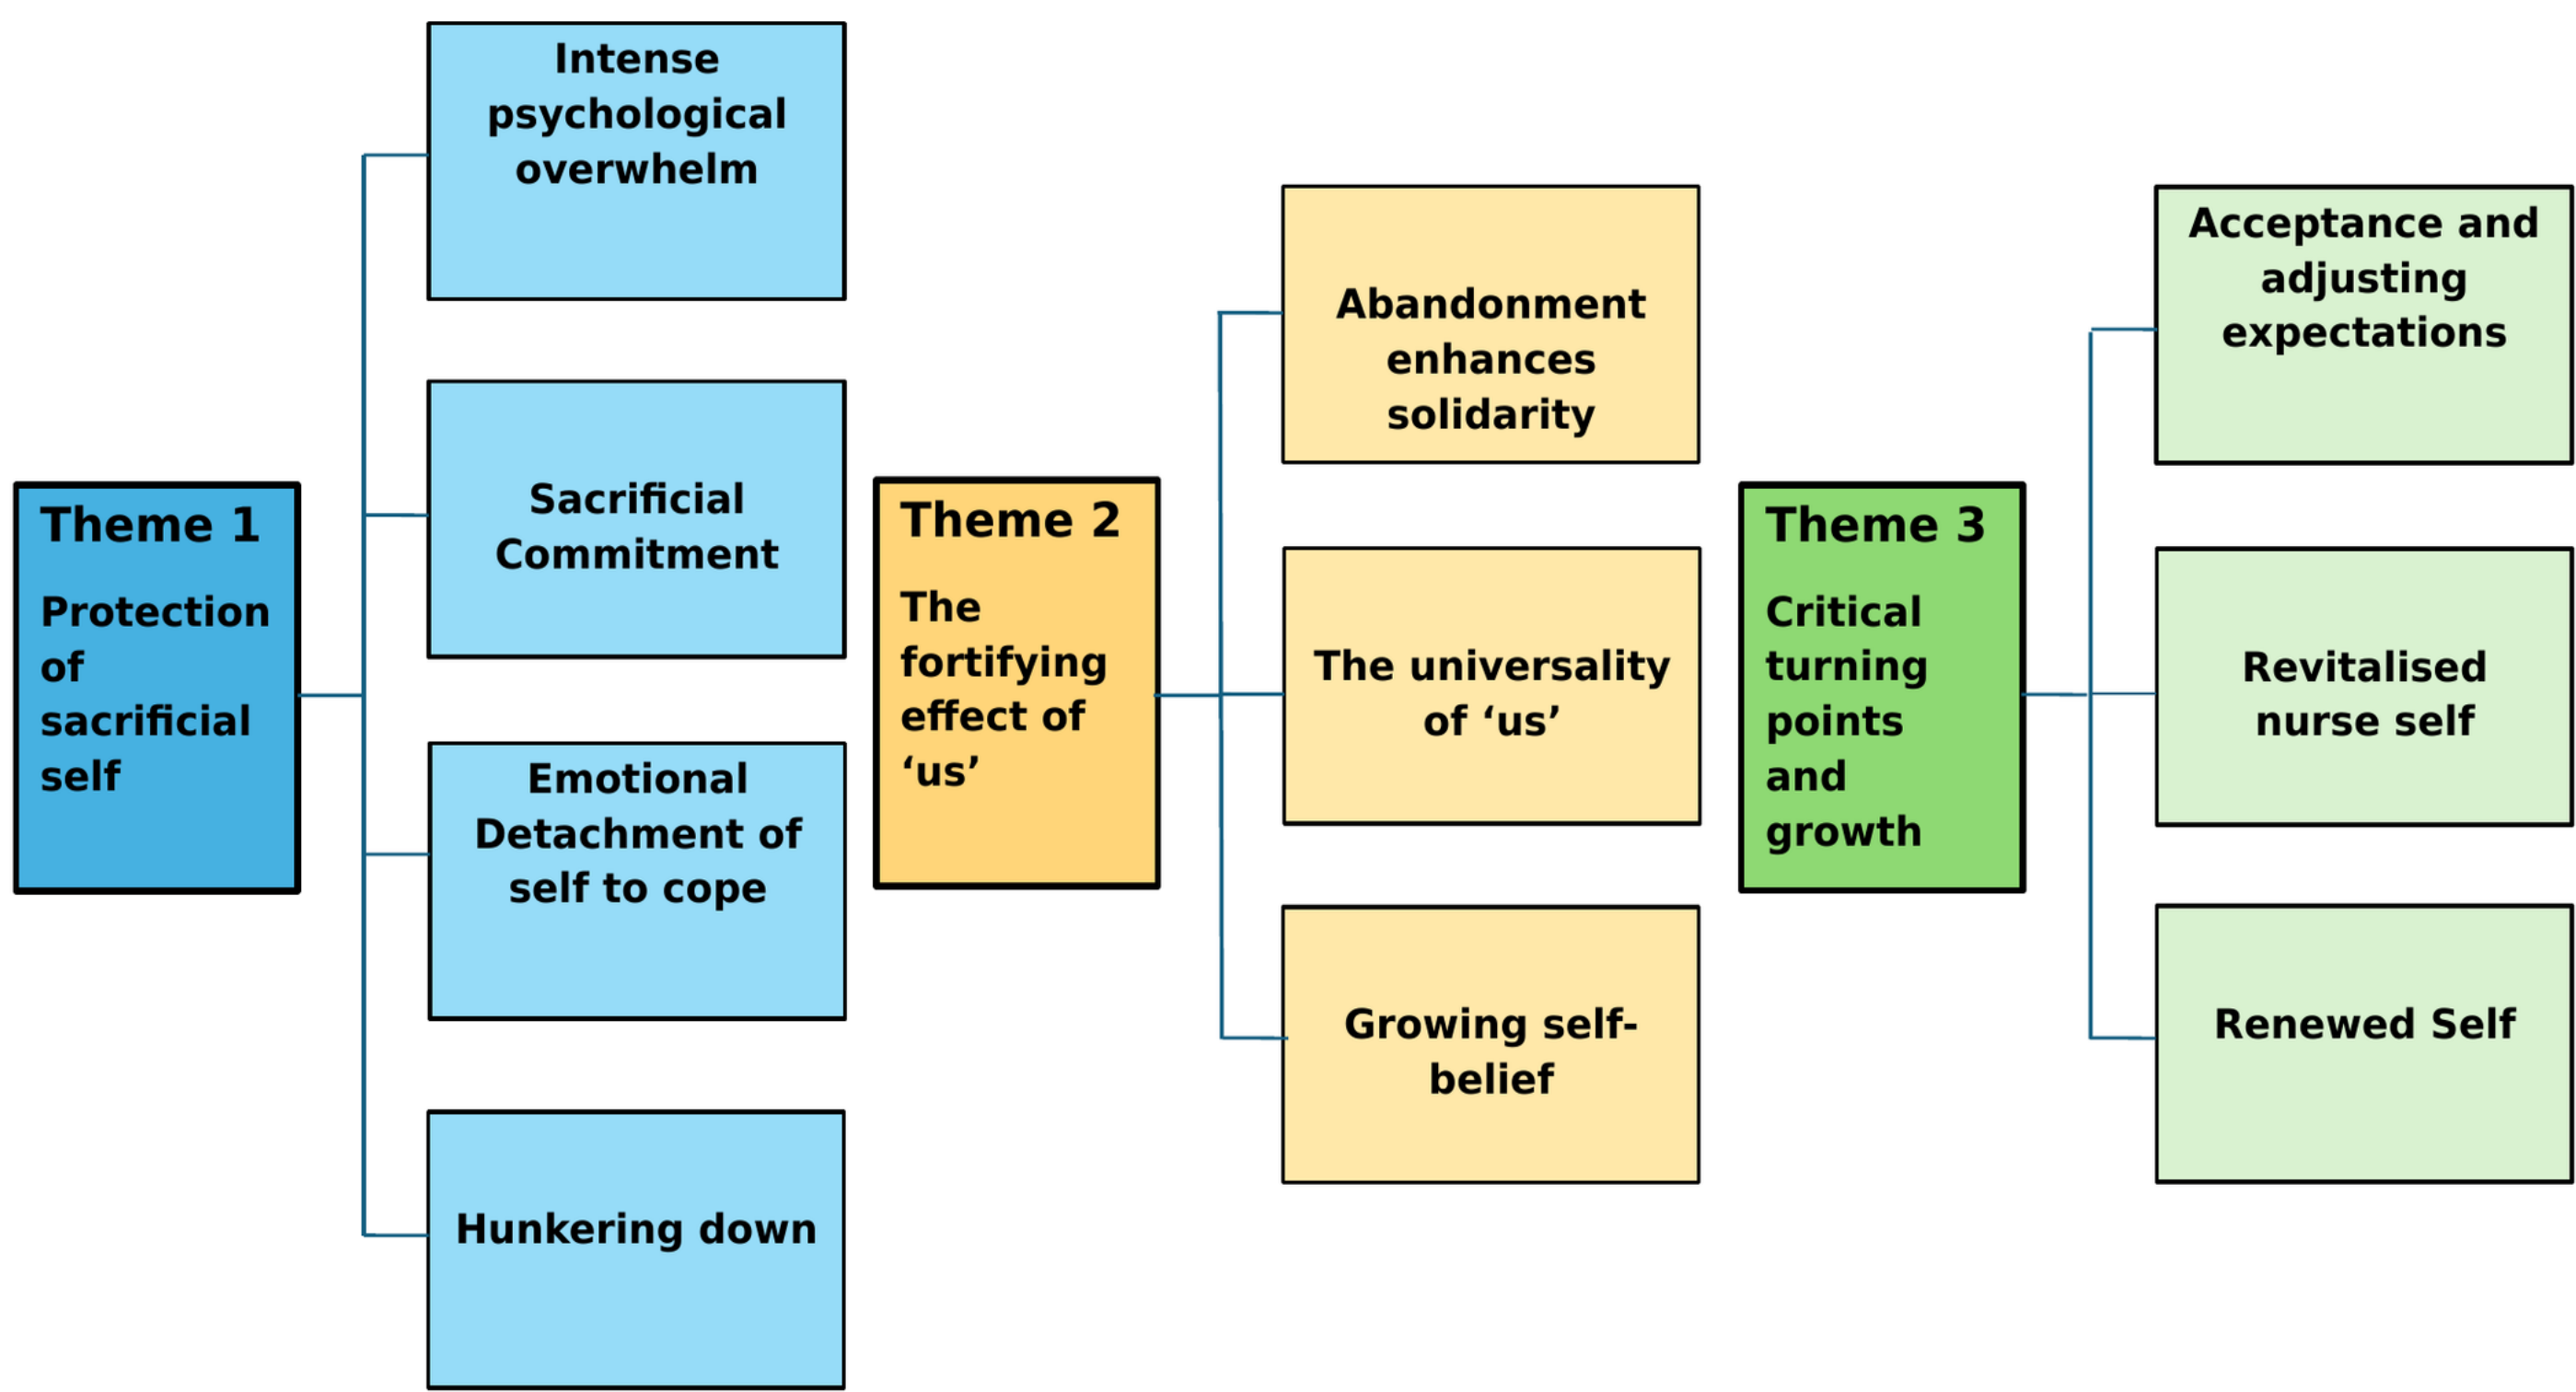 Theme 1
Protection
of
sacrificial
self
Intense
psychological
overwhelm
Sacrificial
Commitment
Emotional
Detachment of
self to cope
Hunkering down
Theme 2
The
fortifying
effect of
‘us’
Abandonment
enhances
solidarity
The universality
of ‘us’
Growing self-
belief
Theme 3
Critical
turning
points
and
growth
Acceptance and
adjusting
expectations
Revitalised
nurse self
Renewed Self